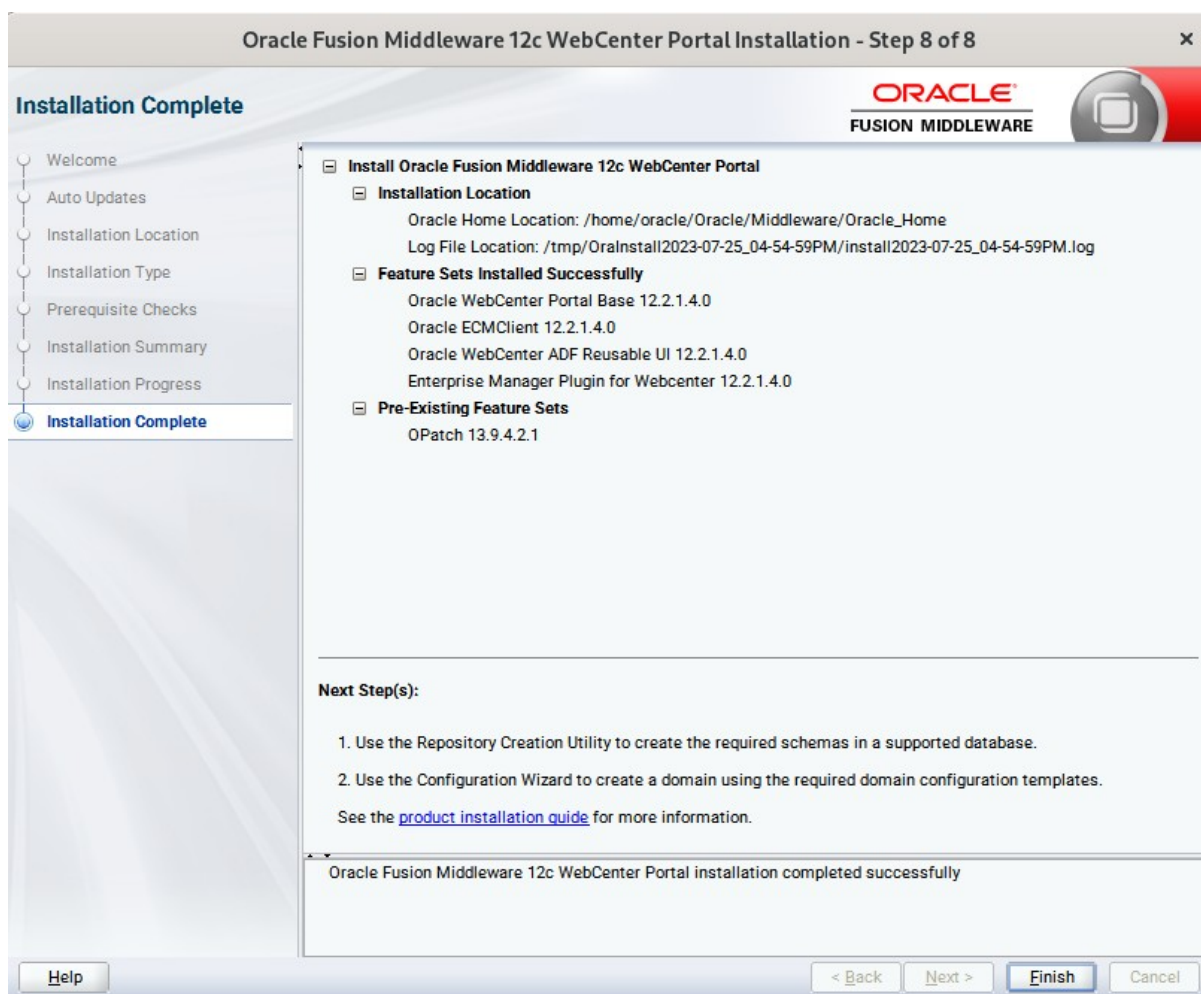 Oracle Fusion Middleware 12c WebCenter Portal Installation - Step 8 of 8
Installation Complete
ORACLE
FUSION MIDDLEWARE
Welcome
Auto Updates
Installation Location
Installation Type
Prerequisite Checks
Installation Summary
Installation Progress
Installation Complete
Install Oracle Fusion Middleware 12c WebCenter Portal
Installation Location
Oracle Home Location: /home/oracle/Oracle/Middleware/Oracle_Home
Log File Location: /tmp/OraInstall2023-07-25_04-54-59PM/install2023-07-25_04-54-59PM.log
Feature Sets Installed Successfully
Oracle WebCenter Portal Base 12.2.1.4.0
Oracle ECMClient 12.2.1.4.0
Oracle WebCenter ADF Reusable UI 12.2.1.4.0
Enterprise Manager Plugin for Webcenter 12.2.1.4.0
Pre-Existing Feature Sets
OPatch 13.9.4.2.1
Next Step(s):
1. Use the Repository Creation Utility to create the required schemas in a supported database.
2. Use the Configuration Wizard to create a domain using the required domain configuration templates.
See the product installation guide for more information.
Oracle Fusion Middleware 12c WebCenter Portal installation completed successfully
Help
< Back
Next >
Finish
Cancel